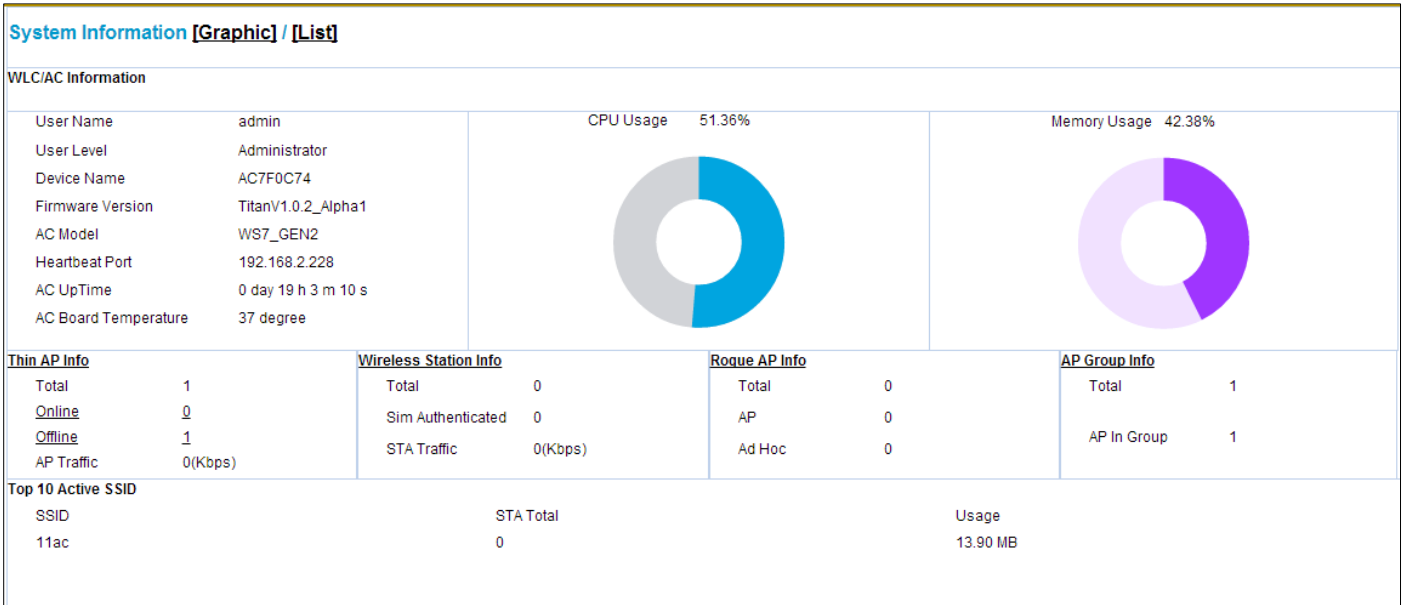 System Information [Graphic] / [List]
WLC/AC Information
User Name admin
User Level Administrator
Device Name AC7F0C74
Firmware Version TitanV1.0.2_Alpha1
AC Model WS7_GEN2
Heartbeat Port 192.168.2.228
AC UpTime 0 day 19 h 3 m 10 s
AC Board Temperature 37 degree
CPU Usage 51.36%
Memory Usage 42.38%
Thin AP Info
Total 1
Online 0
Offline 1
AP Traffic 0(Kbps)
Wireless Station Info
Total 0
Sim Authenticated 0
STA Traffic 0(Kbps)
Rogue AP Info
Total 0
AP 0
Ad Hoc 0
AP Group Info
Total 1
AP In Group 1
Top 10 Active SSID
SSID STA Total Usage
11ac 0 13.90 MB